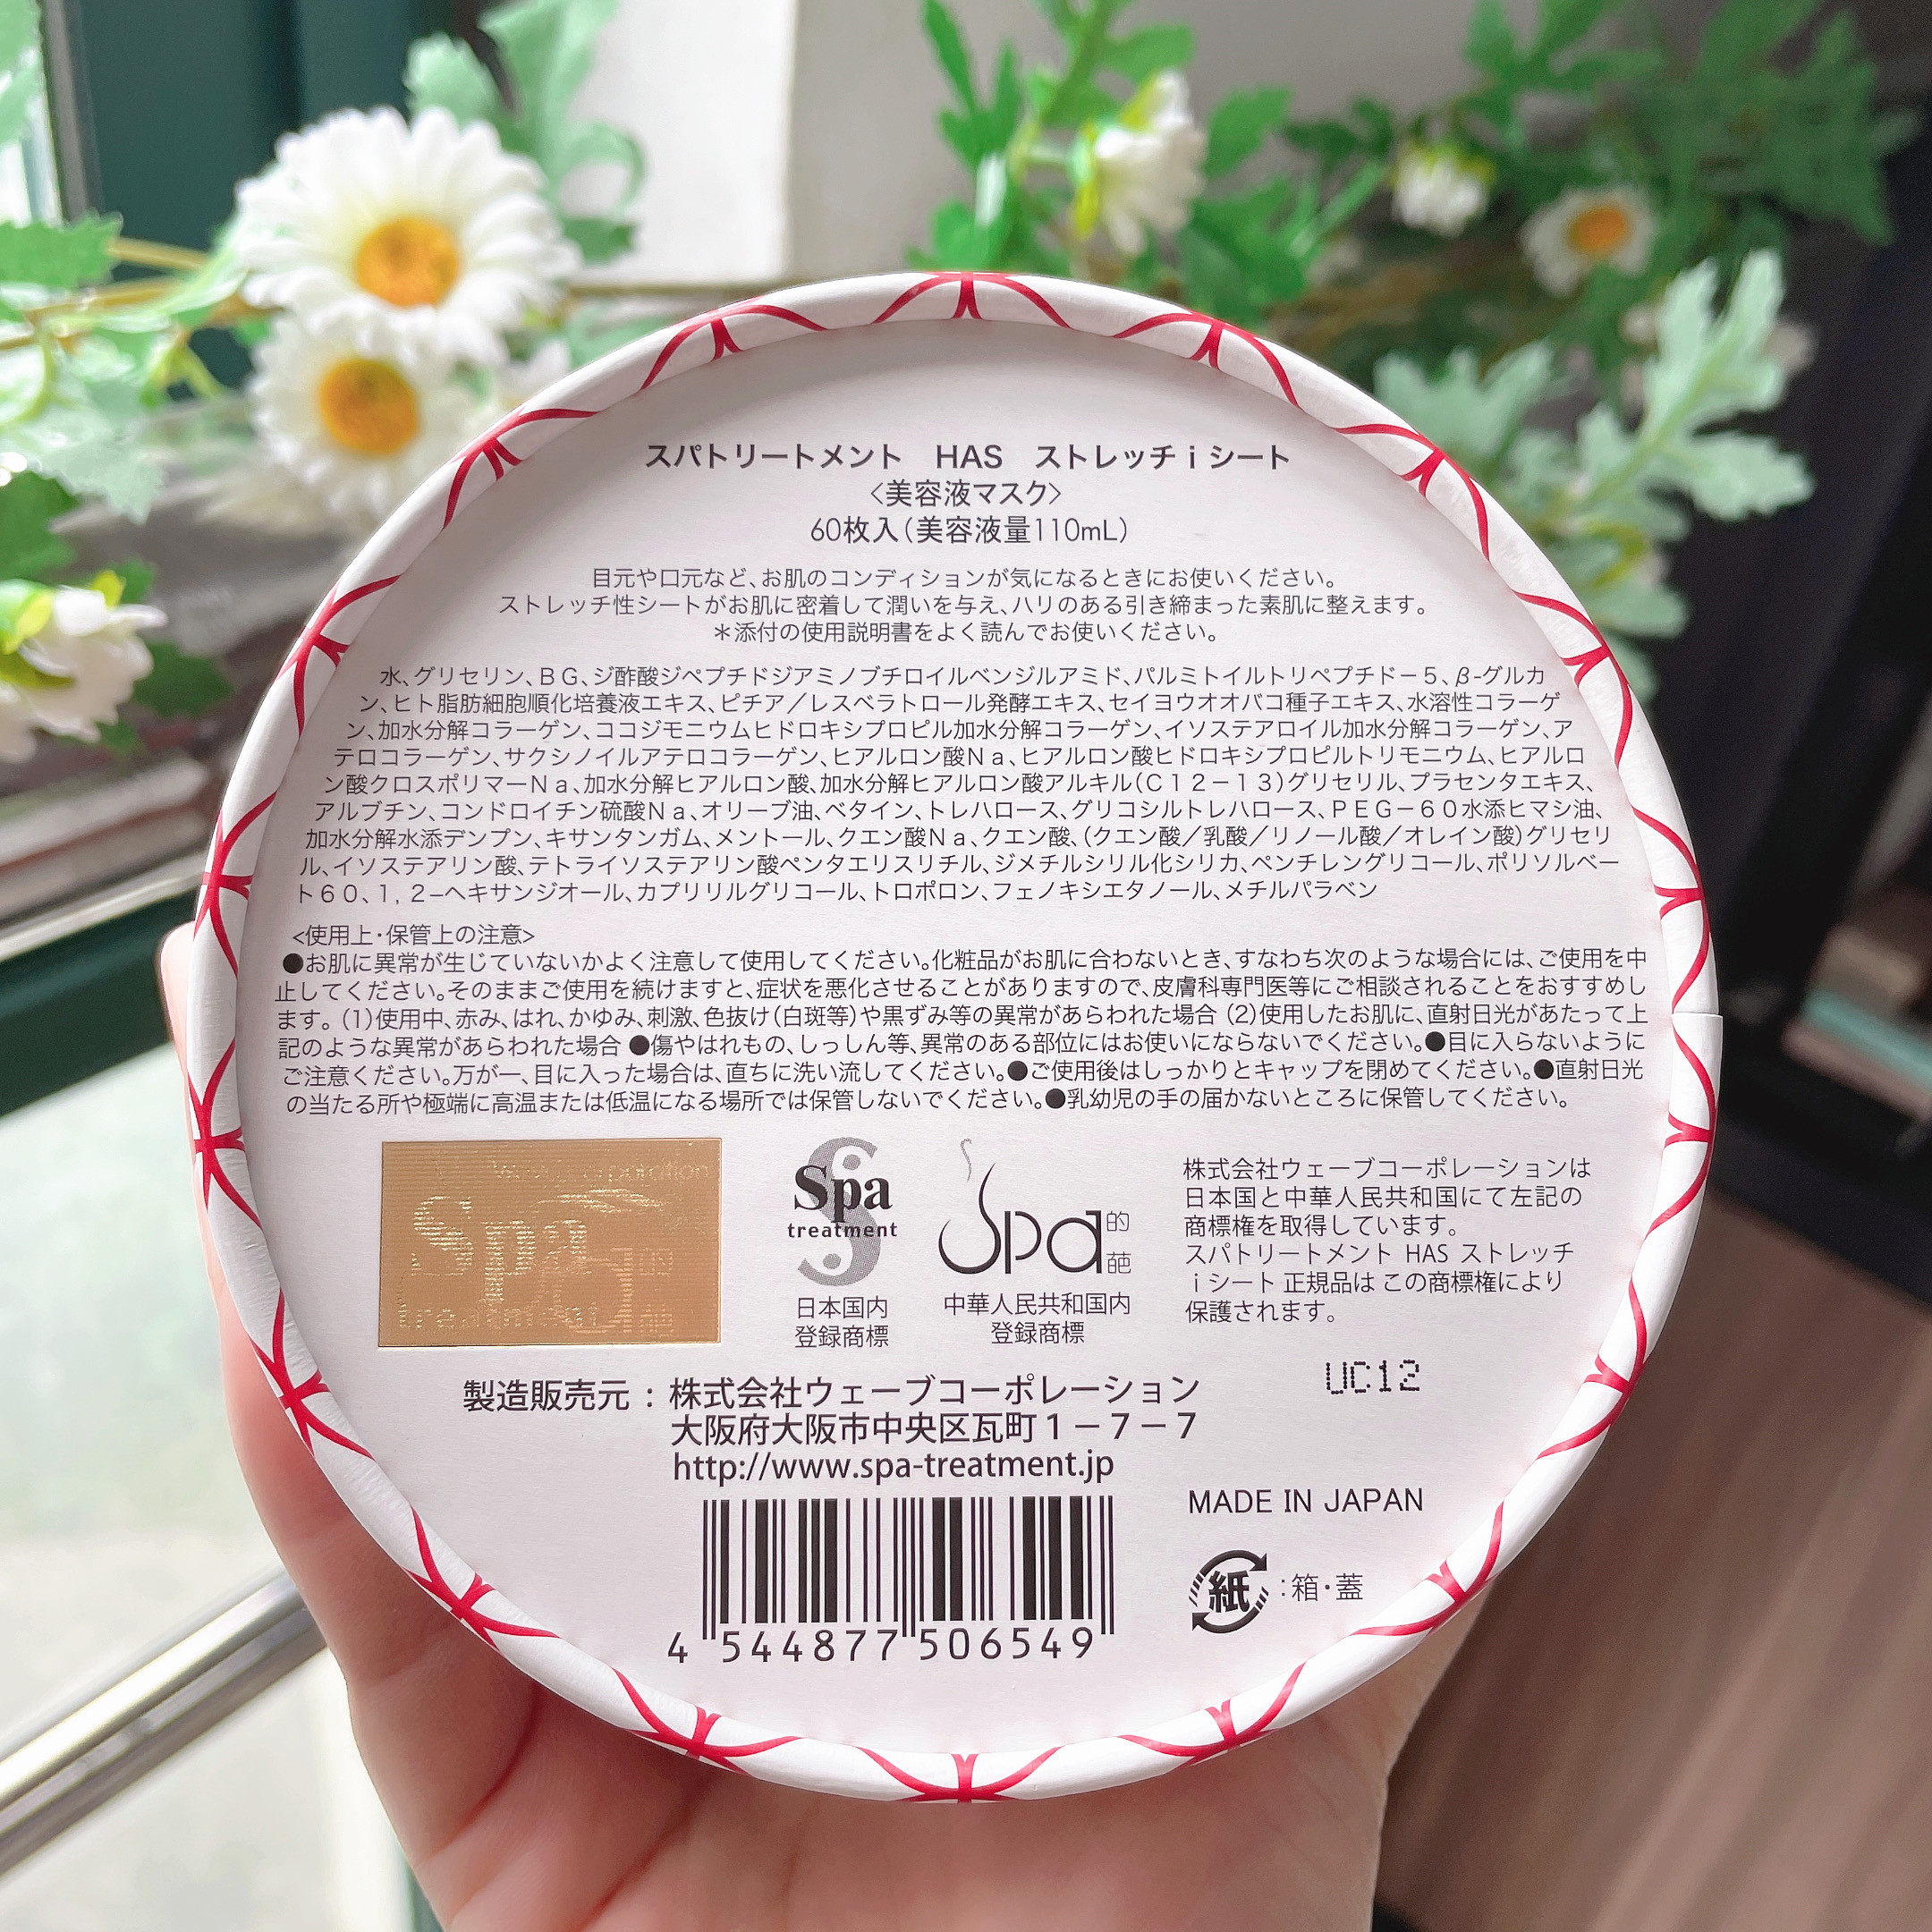 スパトリートメント　HAS　ストレッチｉシート
〈美容液マスク〉
60枚入（美容液量110mL）
目元や口元など、お肌のコンディションが気になるときにお使いください。
ストレッチ性シートがお肌に密着して潤いを与え、ハリのある引き締まった素肌に整えます。
＊添付の使用説明書をよく読んでお使いください。
水、グリセリン、ＢＧ、ジ酢酸ジペプチドジアミノブチロイルベンジルアミド、パルミトイルトリペプチドー５、β-グルカ
ン、ヒト脂肪細胞順化培養液エキス、ピチア／レスベラトロール発酵エキス、セイヨウオオバコ種子エキス、水溶性コラーゲ
ン、加水分解コラーゲン、ココジモニウムヒドロキシプロピル加水分解コラーゲン、イソステアロイル加水分解コラーゲン、ア
テロコラーゲン、サクシノイルアテロコラーゲン、ヒアルロン酸Ｎａ、ヒアルロン酸ヒドロキシプロピルトリモニウム、ヒアルロ
ン酸クロスポリマーＮａ、加水分解ヒアルロン酸、加水分解ヒアルロン酸アルキル（Ｃ１２－１３）グリセリル、プラセンタエキス、
アルブチン、コンドロイチン硫酸Ｎａ、オリーブ油、ベタイン、トレハロース、グリコシルトレハロース、ＰＥＧ－６０水添ヒマシ油、
加水分解水添デンプン、キサンタンガム、メントール、クエン酸Ｎａ、クエン酸、（クエン酸／乳酸／リノール酸／オレイン酸）グリセリ
ル、イソステアリン酸、テトライソステアリン酸ペンタエリスリチル、ジメチルシリル化シリカ、ペンチレングリコール、ポリソルベー
ト６０、１，２−ヘキサンジオール、カプリリルグリコール、トロポロン、フェノキシエタノール、メチルパラベン
<使用上・保管上の注意>
●お肌に異常が生じていないかよく注意して使用してください。化粧品がお肌に合わないとき、すなわち次のような場合には、ご使用を中
止してください。そのままご使用を続けますと、症状を悪化させることがありますので、皮膚科専門医等にご相談されることをおすすめし
ます。（1）使用中、赤み、はれ、かゆみ、刺激、色抜け（白斑等）や黒ずみ等の異常があらわれた場合（2）使用したお肌に、直射日光があたって上
記のような異常があらわれた場合 ●傷やはれもの、しっしん等、異常のある部位にはお使いにならないでください。●目に入らないように
ご注意ください。万が一、目に入った場合は、直ちに洗い流してください。●ご使用後はしっかりとキャップを閉めてください。●直射日光
の当たる所や極端に高温または低温になる場所では保管しないでください。●乳幼児の手の届かないところに保管してください。
Spa
treatment
Spa
treatment
日本国内
登録商標
Spa的
葩
中華人民共和国内
登録商標
株式会社ウェーブコーポレーションは
日本国と中華人民共和国にて左記の
商標権を取得しています。
スパトリートメント HAS ストレッチ
ｉシート 正規品は この商標権により
保護されます。
UC12
製造販売元：株式会社ウェーブコーポレーション
大阪府大阪市中央区瓦町１－７－７
http://www.spa-treatment.jp
MADE IN JAPAN
紙：箱・蓋
4 544877 506549